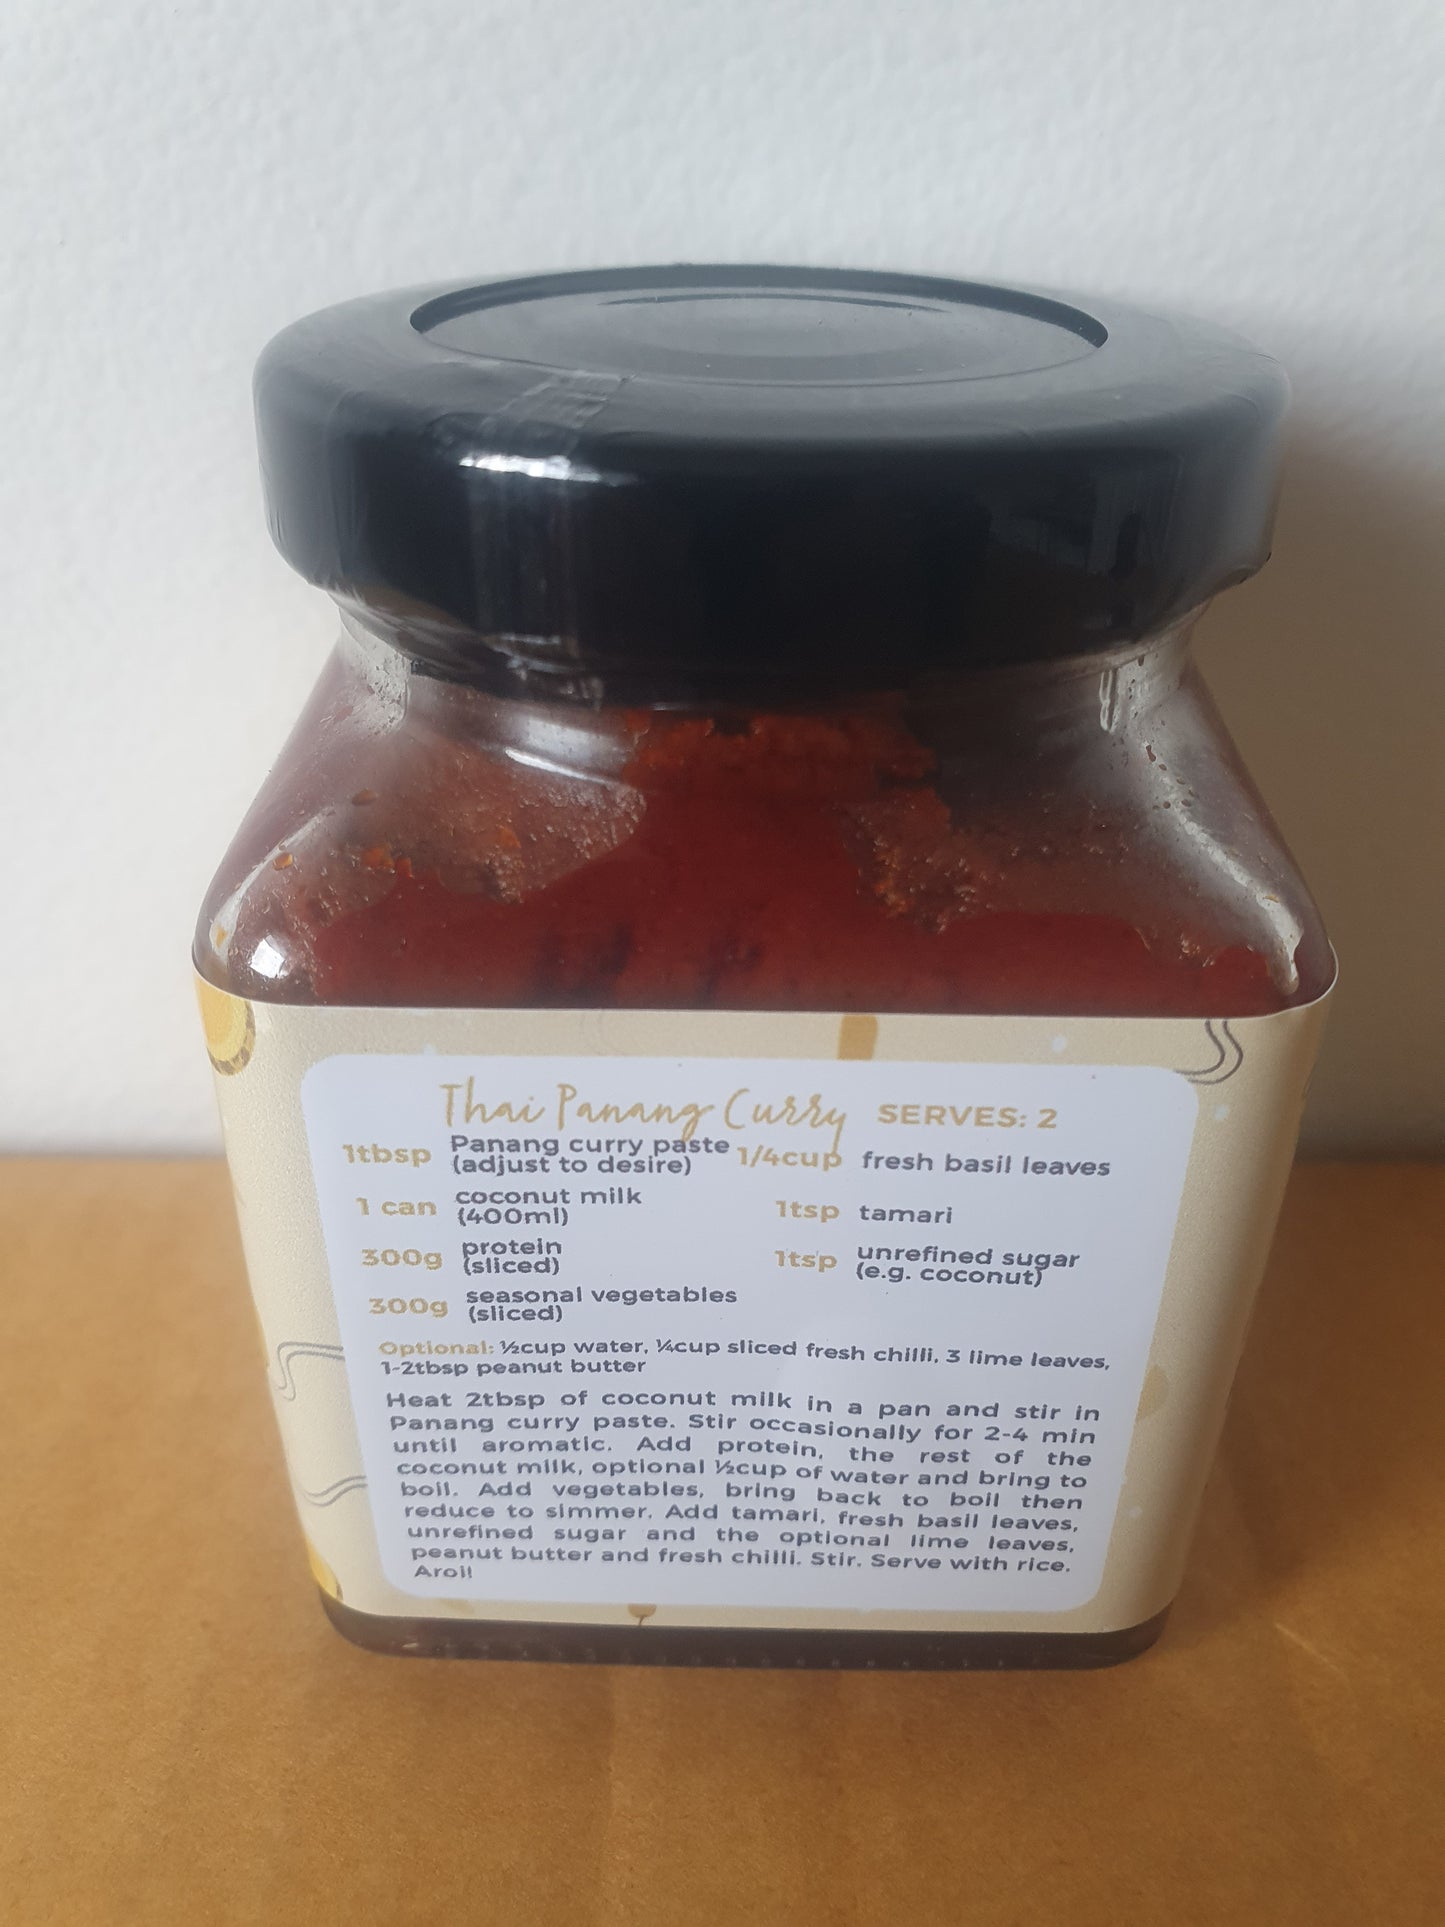 Thai Panang Curry SERVES: 2
1tbsp Panang curry paste
(adjust to desire)
1/4cup fresh basil leaves
1 can coconut milk
(400ml)
1tsp tamari
300g protein
(sliced)
1tsp unrefined sugar
(e.g. coconut)
300g seasonal vegetables
(sliced)
Optional: ½cup water, ¼cup sliced fresh chilli, 3 lime leaves,
1-2tbsp peanut butter
Heat 2tbsp of coconut milk in a pan and stir in
Panang curry paste. Stir occasionally for 2-4 min
until aromatic. Add protein, the rest of the
coconut milk, optional ½cup of water and bring to
boil. Add vegetables, bring back to boil then
reduce to simmer. Add tamari, fresh basil leaves,
unrefined sugar and the optional lime leaves,
peanut butter and fresh chilli. Stir. Serve with rice.
Aroi!